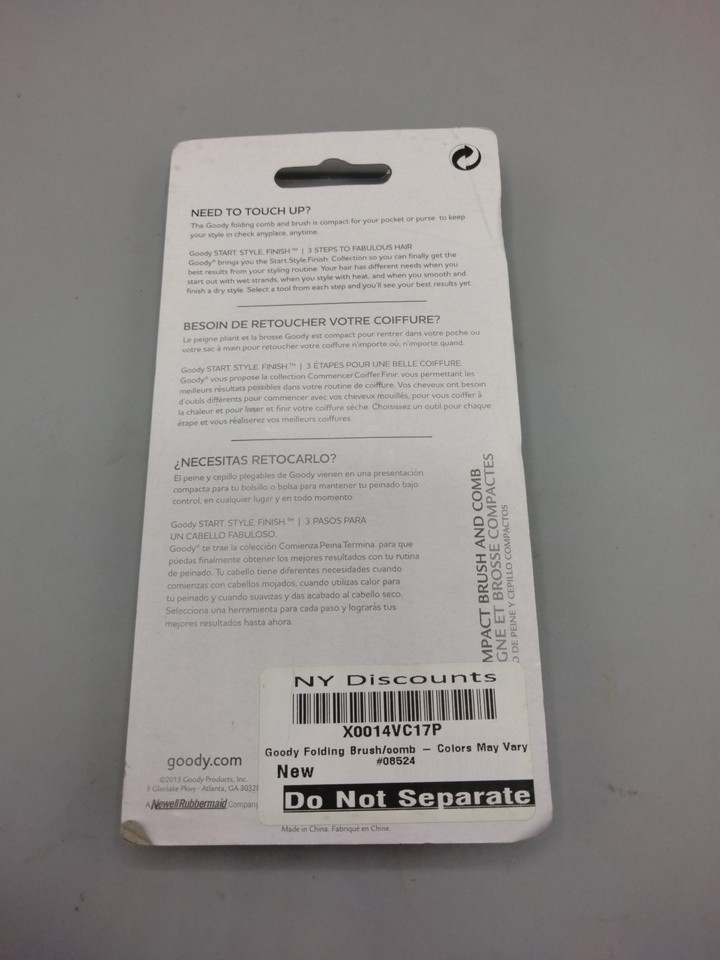 NEED TO TOUCH UP?
The Goody folding comb and brush is compact for your pocket or purse to keep
your style in check anyplace, anytime.
Goody START. STYLE. FINISH.™ | 3 STEPS TO FABULOUS HAIR
Goody® brings you the Start.Style.Finish. Collection so you can finally get the
best results from your styling routine. Your hair has different needs when you
start out with wet strands, when you style with heat, and when you smooth and
finish a dry style. Select a tool from each step and you'll see your best results yet.
BESOIN DE RETOUCHER VOTRE COIFFURE?
Le peigne pliant et la brosse Goody est compact pour rentrer dans votre poche ou
votre sac à main pour retoucher votre coiffure n'importe où, n'importe quand.
Goody START. STYLE. FINISH.™ | 3 ÉTAPES POUR UNE BELLE COIFFURE
Goody® vous propose la collection Commencer.Coiffer.Finir. vous permettant les
meilleurs résultats possibles dans votre routine de coiffure. Vos cheveux ont besoin
d'outils différents pour commencer avec vos cheveux mouillés, pour vous coiffer à
la chaleur et pour lisser et finir votre coiffure sèche. Choisissez un outil pour chaque
étape et vous réaliserez vos meilleurs coiffures.
¿NECESITAS RETOCARLO?
El peine y cepillo plegables de Goody vienen en una presentación
compacta para tu bolsillo o bolsa para mantener tu peinado bajo
control, en cualquier lugar y en todo momento.
Goody START. STYLE. FINISH.™ | 3 PASOS PARA
UN CABELLO FABULOSO.
Goody® te trae la colección Comienza.Peina.Termina. para que
puedas finalmente obtener los mejores resultados con tu rutina
de peinado. Tu cabello tiene diferentes necesidades cuando
comienzas con cabellos mojados, cuando utilizas calor para
tu peinado y cuando suavizas y das acabado al cabello seco.
Selecciona una herramienta para cada paso y lograrás tus
mejores resultados hasta ahora.
MPACT BRUSH AND COMB
GNE ET BROSSE COMPACTES
O DE PEINE Y CEPILLO COMPACTOS
NY Discounts
X0014VC17P
Goody Folding Brush/oomb — Colors May Vary
#08524
New
Do Not Separate
goody.com
©2013 Goody Products, Inc.
3 Glenlake Pkwy · Atlanta, GA 3032
A Newell Rubbermaid Company
Made in China. Fabriqué en Chine.